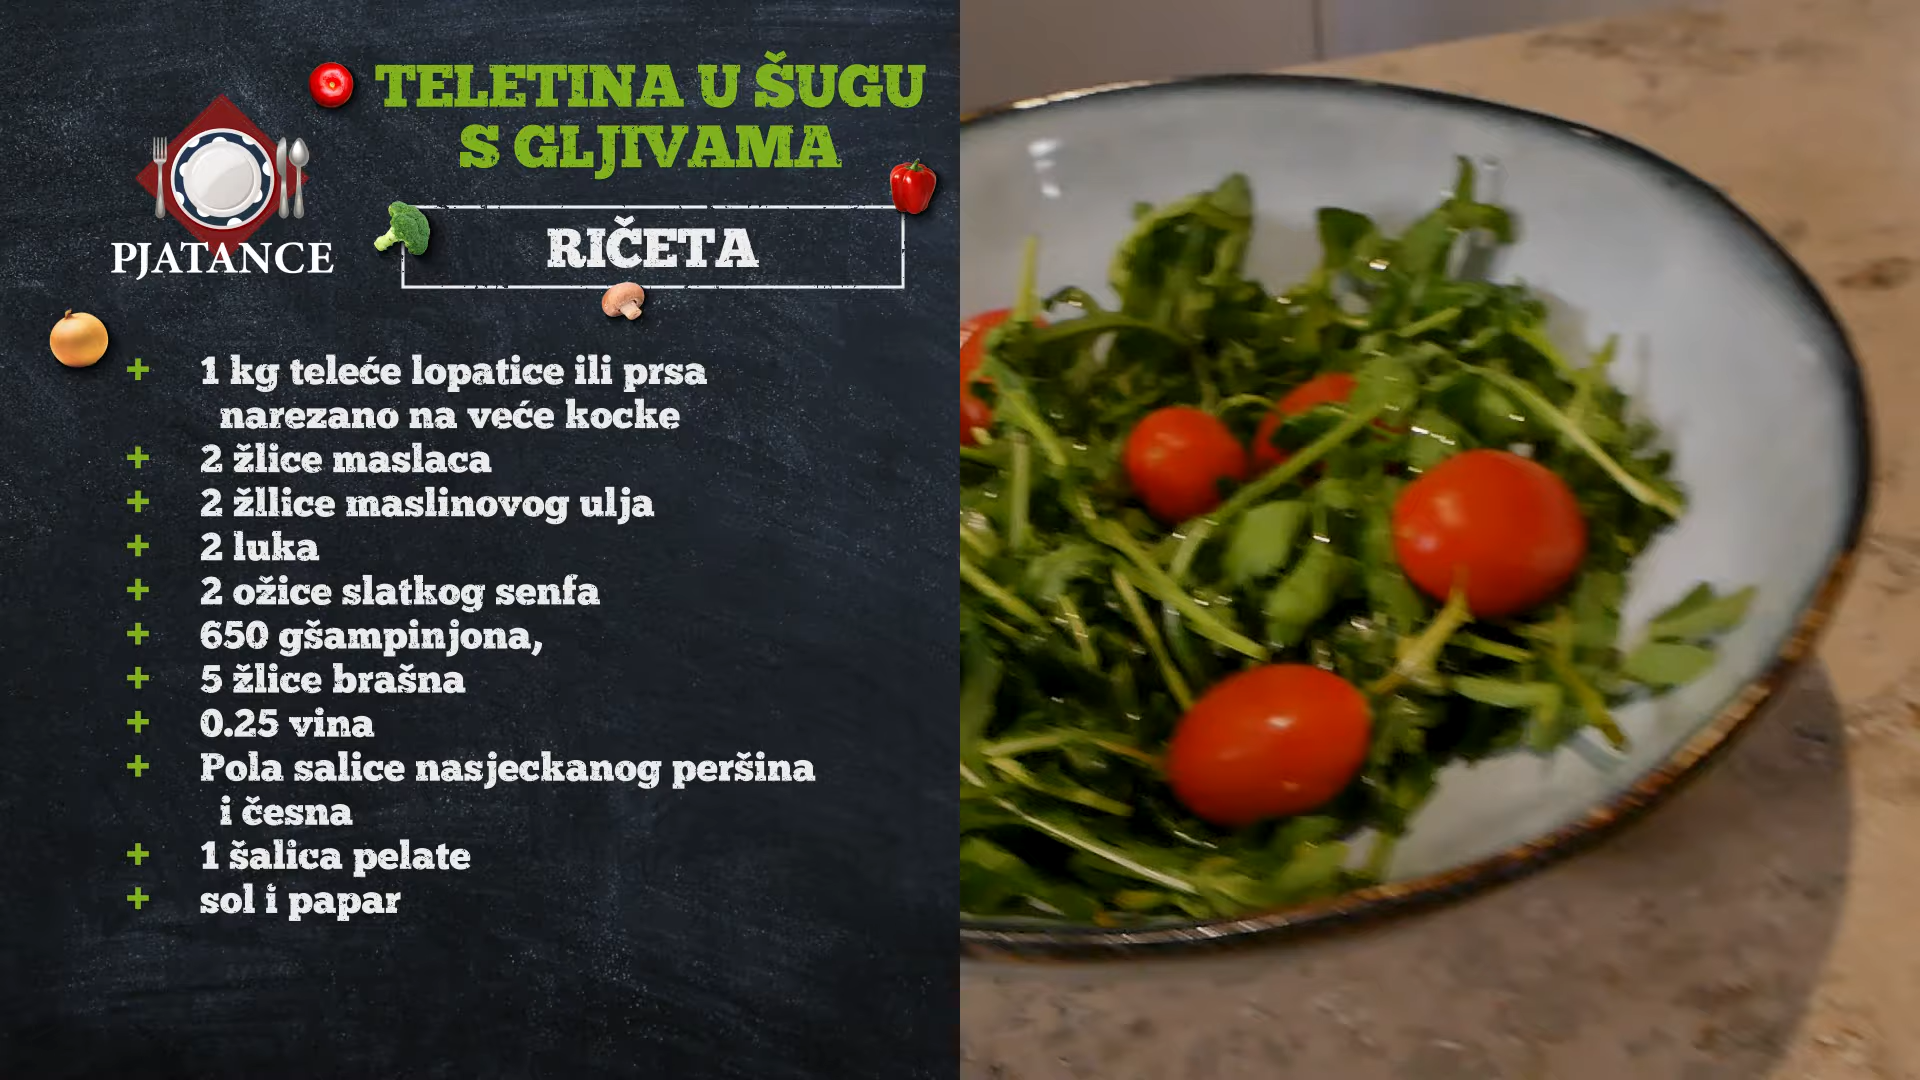 TELETINA U ŠUGU
S GLJIVAMA
PJATANCE
RIČETA
+ 1 kg teleće lopatice ili prsa
narezano na veće kocke
+ 2 žlice maslaca
+ 2 žllice maslinovog ulja
+ 2 luka
+ 2 ožice slatkog senfa
+ 650 gšampinjona,
+ 5 žlice brašna
+ 0.25 vina
+ Pola salice nasjeckanog peršina
i česna
+ 1 šalica pelate
+ sol i papar